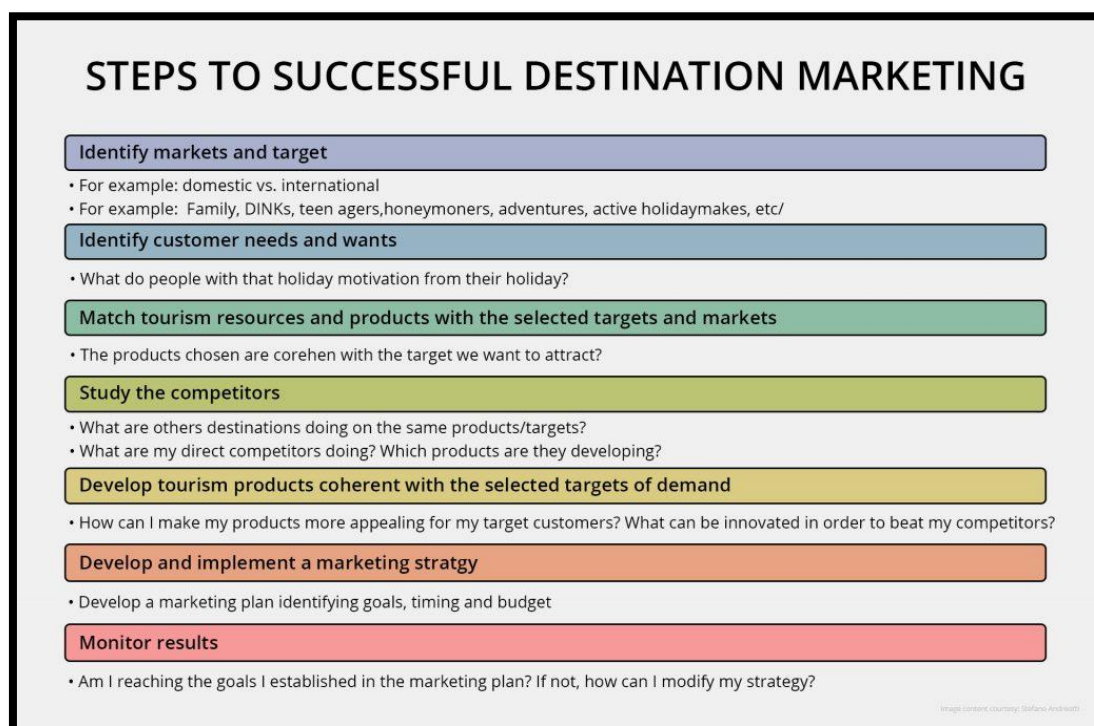 STEPS TO SUCCESSFUL DESTINATION MARKETING
Identify markets and target
• For example: domestic vs. international
• For example: Family, DINKs, teen agers,honeymoners, adventures, active holidaymakes, etc/
Identify customer needs and wants
• What do people with that holiday motivation from their holiday?
Match tourism resources and products with the selected targets and markets
• The products chosen are corehen with the target we want to attract?
Study the competitors
• What are others destinations doing on the same products/targets?
• What are my direct competitors doing? Which products are they developing?
Develop tourism products coherent with the selected targets of demand
• How can I make my products more appealing for my target customers? What can be innovated in order to beat my competitors?
Develop and implement a marketing stratgy
• Develop a marketing plan identifying goals, timing and budget
Monitor results
• Am I reaching the goals I established in the marketing plan? If not, how can I modify my strategy?
Image content courtesy: Stefano